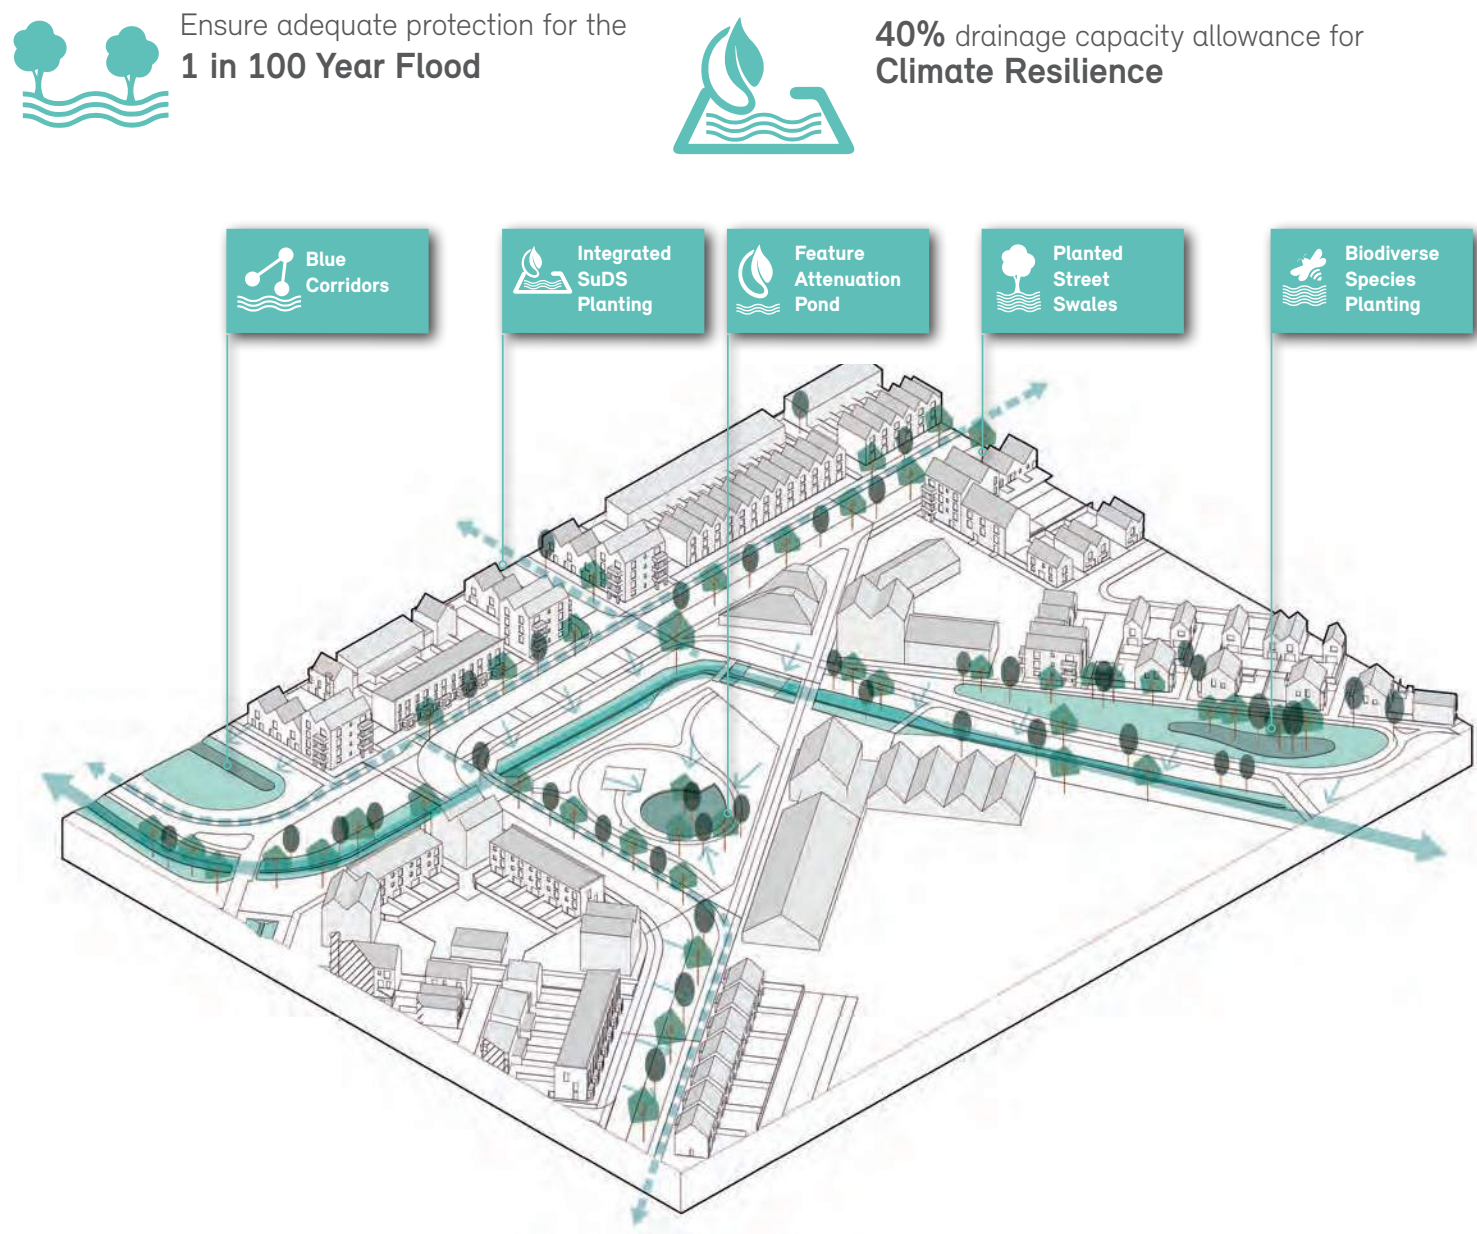 Ensure adequate protection for the
1 in 100 Year Flood
40% drainage capacity allowance for
Climate Resilience
Blue
Corridors
Integrated
SuDS
Planting
Feature
Attenuation
Pond
Planted
Street
Swales
Biodiverse
Species
Planting